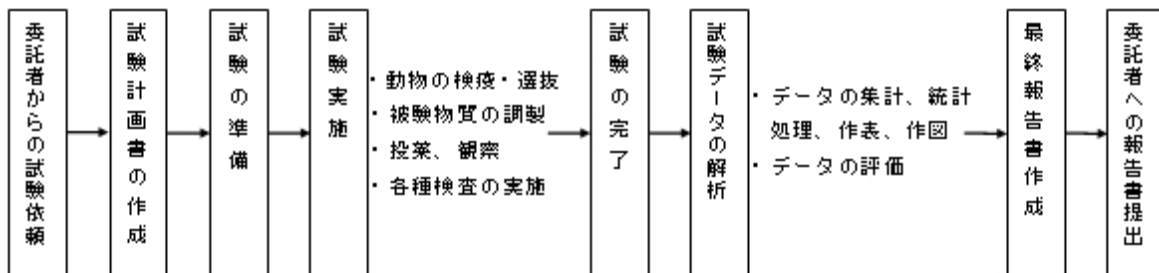 委託者からの試験依頼
試験計画書の作成
試験の準備
試験実施
・動物の検疫・選抜
・被験物質の調製
・投薬、観察
・各種検査の実施
試験の完了
試験データの解析
・データの集計、統計
処理、作表、作図
・データの評価
最終報告書作成
委託者への報告書提出